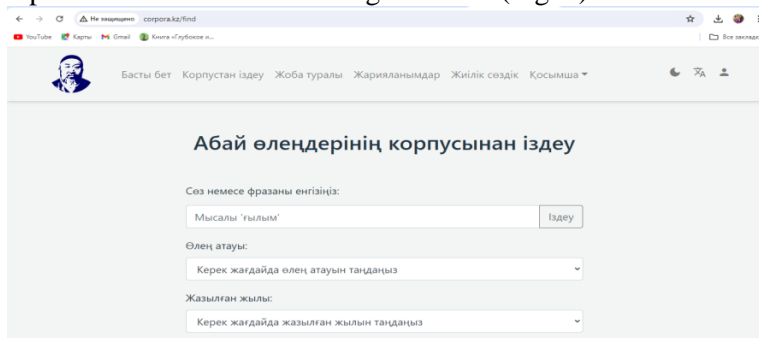 Не защищено corpora.kz/find
YouTube Карты Gmail Книга «Глубокое и... Все закладк
Басты бет Корпустан іздеу Жоба туралы Жарияланымдар Жиілік сөздік Қосымша
Абай өлеңдерінің корпусынан іздеу
Сөз немесе фразаны енгізіңіз:
Мысалы 'ғылым' Іздеу
Өлең атауы:
Керек жағдайда өлең атауын таңдаңыз
Жазылған жылы:
Керек жағдайда жазылған жылын таңдаңыз